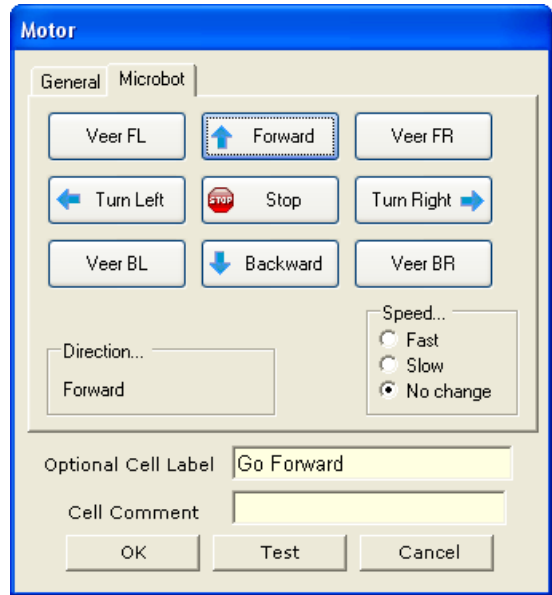 Motor
General Microbot
Veer FL Forward Veer FR
Turn Left STOP Stop Turn Right
Veer BL Backward Veer BR
Speed...
Fast
Direction...
Slow
Forward
No change
Optional Cell Label Go Forward
Cell Comment
OK Test Cancel